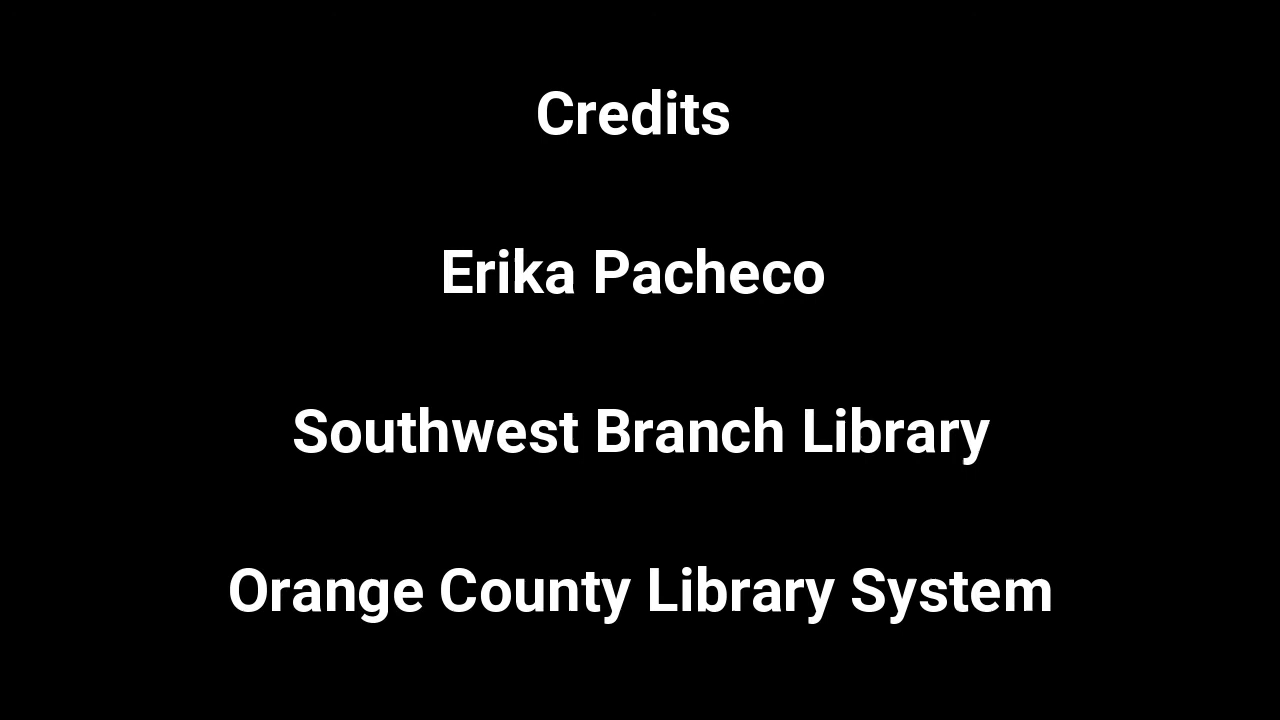 Credits
Erika Pacheco
Southwest Branch Library
Orange County Library System